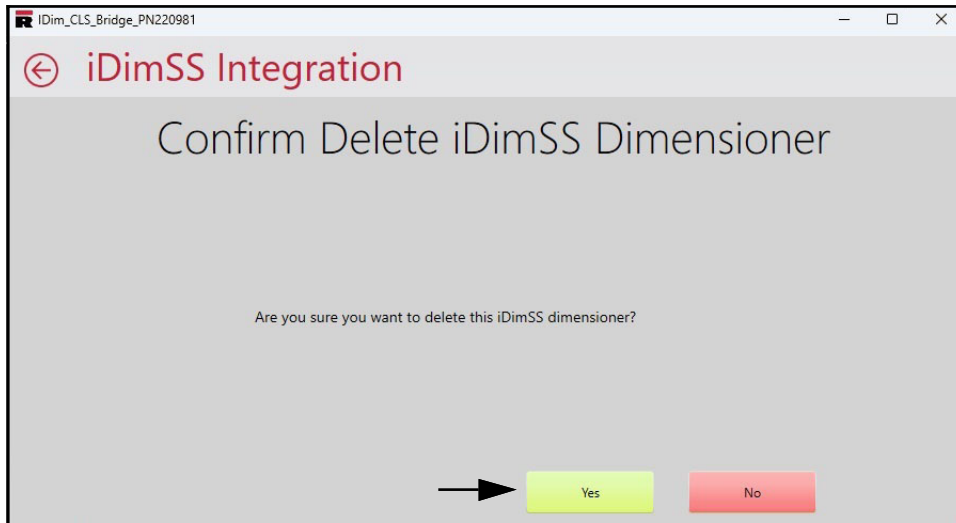 IDim_CLS_Bridge_PN220981
iDimSS Integration
Confirm Delete iDimSS Dimensioner
Are you sure you want to delete this iDimSS dimensioner?
Yes No